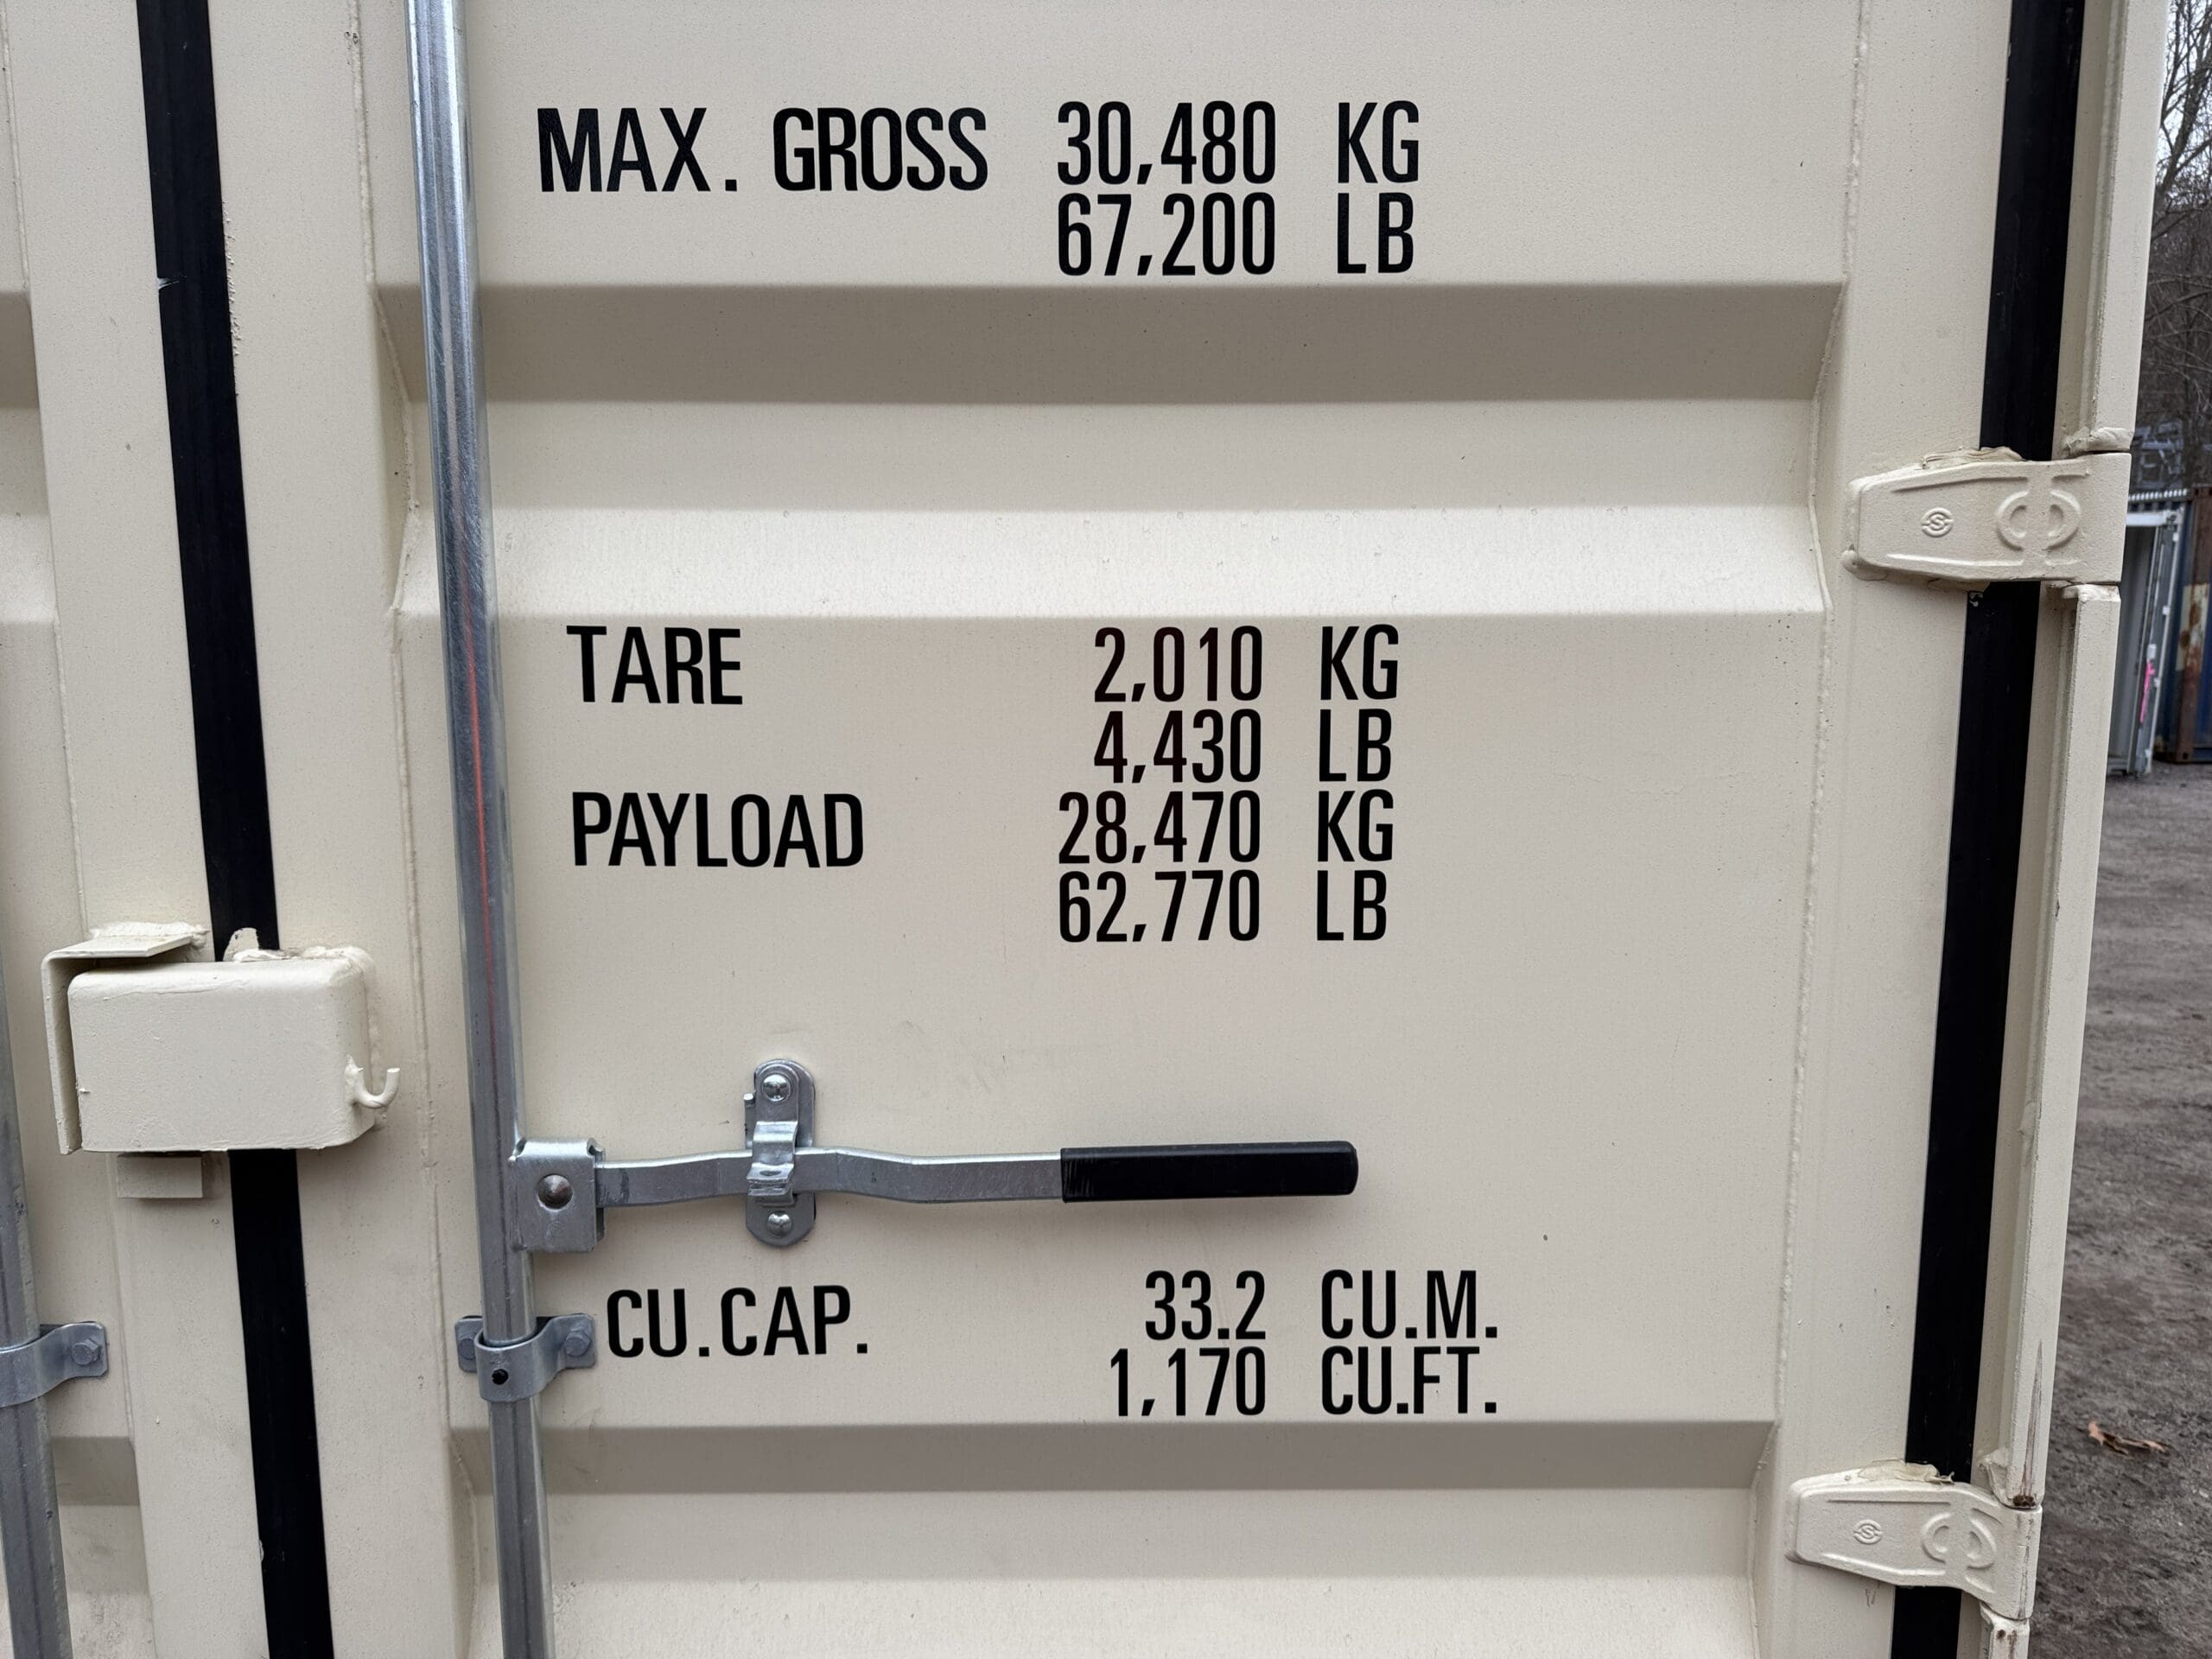 MAX. GROSS 30,480 KG
67,200 LB
TARE 2,010 KG
4,430 LB
PAYLOAD 28,470 KG
62,770 LB
CU.CAP. 33.2 CU.M.
1,170 CU.FT.